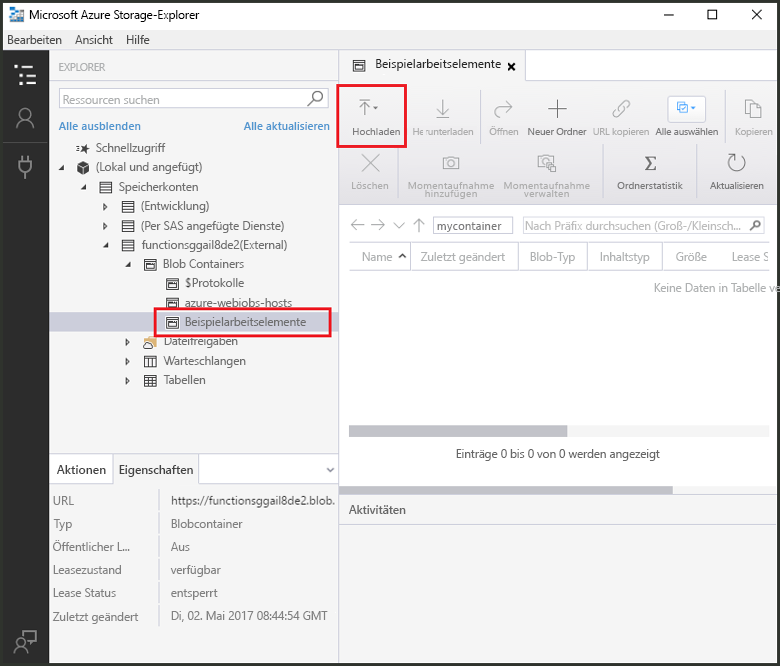 Microsoft Azure Storage-Explorer
Bearbeiten Ansicht Hilfe
EXPLORER
Ressourcen suchen
Alle ausblenden Alle aktualisieren
Schnellzugriff
(Lokal und angefügt)
Speicherkonten
(Entwicklung)
(Per SAS angefügte Dienste)
functionsggail8de2(External)
Blob Containers
$Protokolle
azure-webjobs-hosts
Beispielarbeitselemente
Dateifreigaben
Warteschlangen
Tabellen
Aktionen Eigenschaften
URL https://functionsggail8de2.blob.
Typ Blobcontainer
Öffentlicher L... Aus
Leasezustand verfügbar
Lease Status entsperrt
Zuletzt geändert Di, 02. Mai 2017 08:44:54 GMT
Beispielarbeitselemente
Hochladen Herunterladen Öffnen Neuer Ordner URL kopieren Alle auswählen Kopieren
Löschen Momentaufnahme hinzufügen Momentaufnahme verwalten Ordnerstatistik Aktualisieren
mycontainer Nach Präfix durchsuchen (Groß-/Kleinsch...
Name Zuletzt geändert Blob-Typ Inhaltstyp Größe Lease S
Keine Daten in Tabelle ve
Einträge 0 bis 0 von 0 werden angezeigt
Aktivitäten